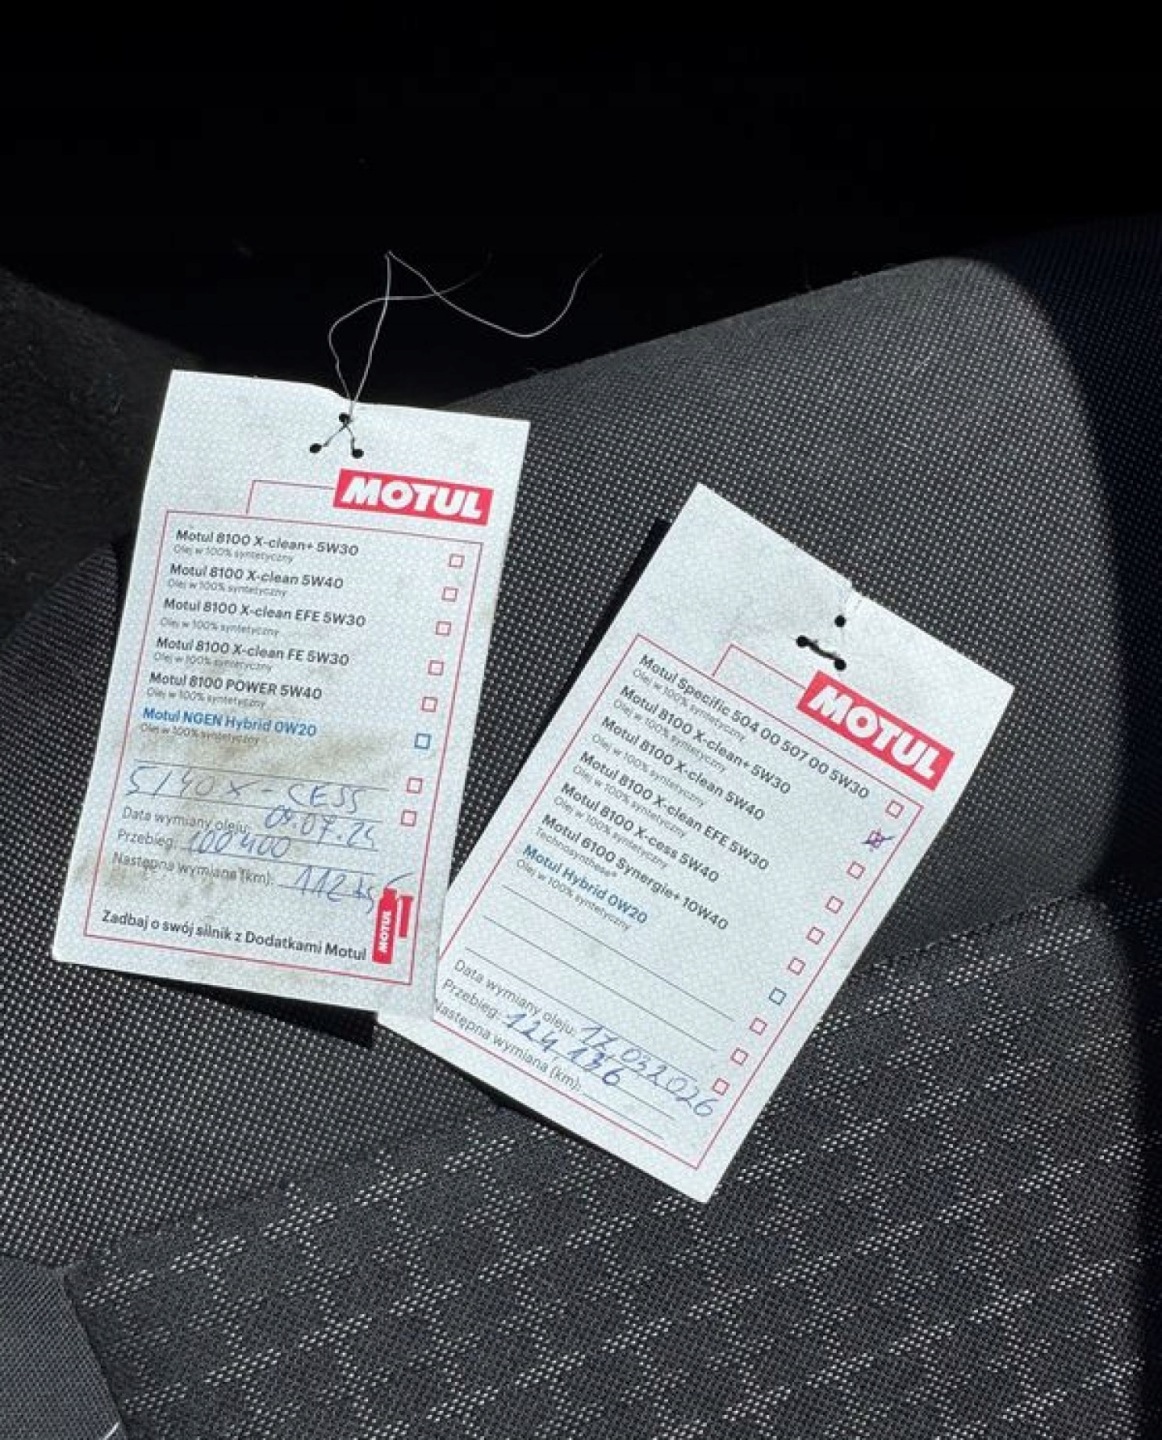 MOTUL
Motul 8100 X-clean+ 5W30
Olej w 100% syntetyczny
Motul 8100 X-clean 5W40
Olej w 100% syntetyczny
Motul 8100 X-clean EFE 5W30
Olej w 100% syntetyczny
Motul 8100 X-clean FE 5W30
Olej w 100% syntetyczny
Motul 8100 POWER 5W40
Olej w 100% syntetyczny
Motul NGEN Hybrid 0W20
Olej w 100% syntetyczny
5/40 X-CESS
Data wymiany oleju: 09.07.24
Przebieg: 100400
Następna wymiana (km): 112
Zadbaj o swój silnik z Dodatkami Motul
MOTUL
MOTUL
Motul Specific 504 00 507 00 5W30
Olej w 100% syntetyczny
Motul 8100 X-clean+ 5W30
Olej w 100% syntetyczny
Motul 8100 X-clean 5W40
Olej w 100% syntetyczny
Motul 8100 X-clean EFE 5W30
Olej w 100% syntetyczny
Motul 8100 X-cess 5W40
Olej w 100% syntetyczny
Motul 6100 Synergie+ 10W40
Technosynthese®
Motul Hybrid 0W20
Olej w 100% syntetyczny
Data wymiany oleju: 17.03.2026
Przebieg: 124.136
Następna wymiana (km):